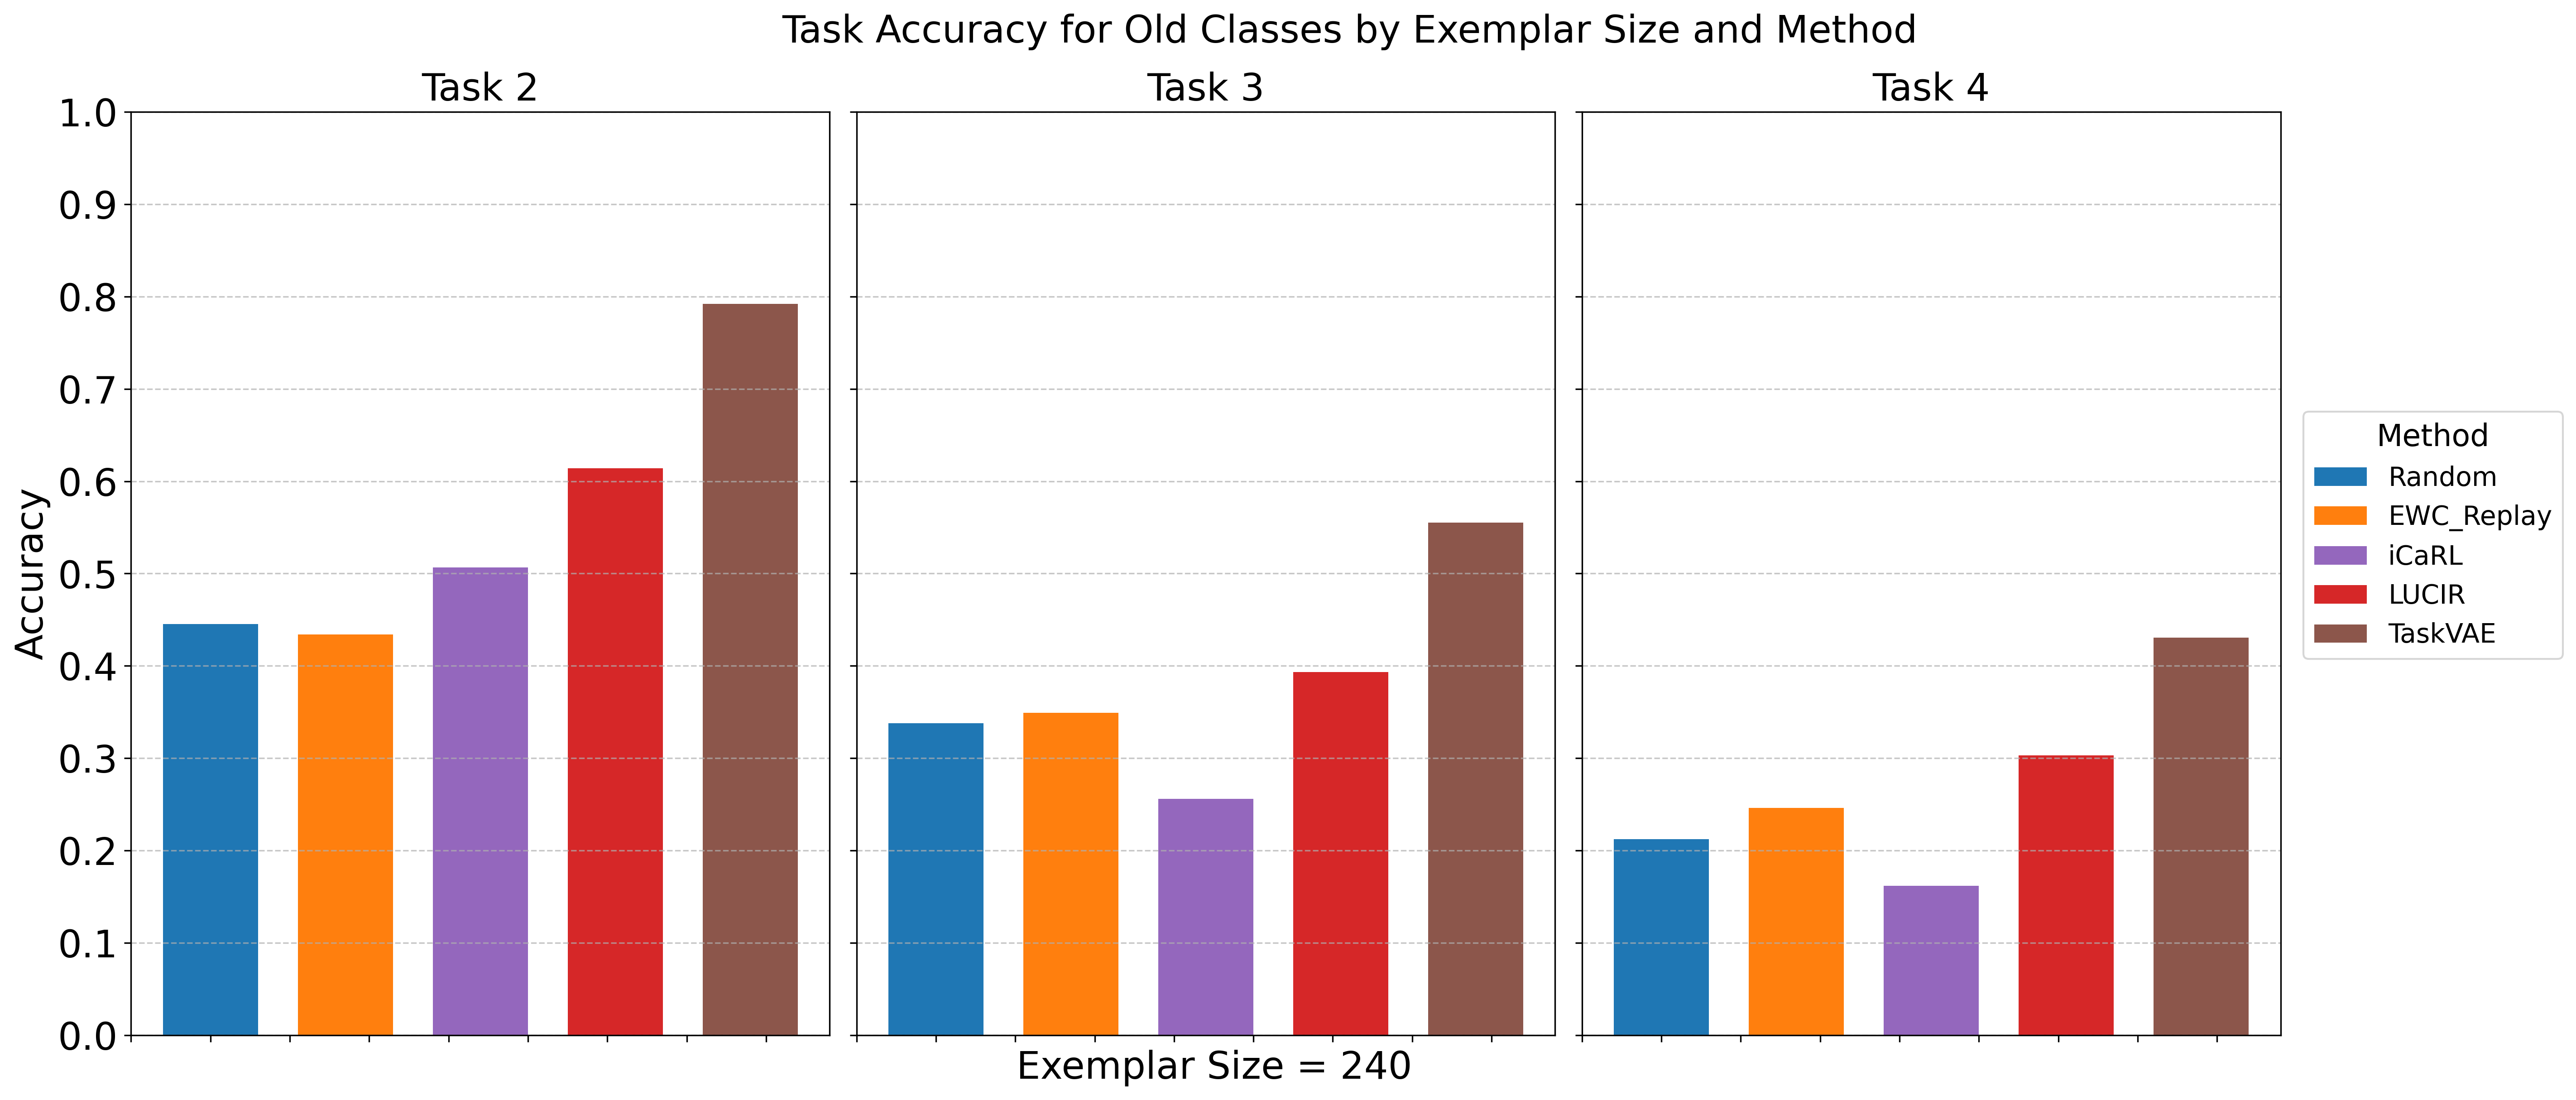 Task Accuracy for Old Classes by Exemplar Size and Method
Task 2
Task 3
Task 4
1.0
0.9
0.8
0.7
0.6
0.5
0.4
0.3
0.2
0.1
0.0
Accuracy
Exemplar Size = 240
Method
Random
EWC_Replay
iCaRL
LUCIR
TaskVAE